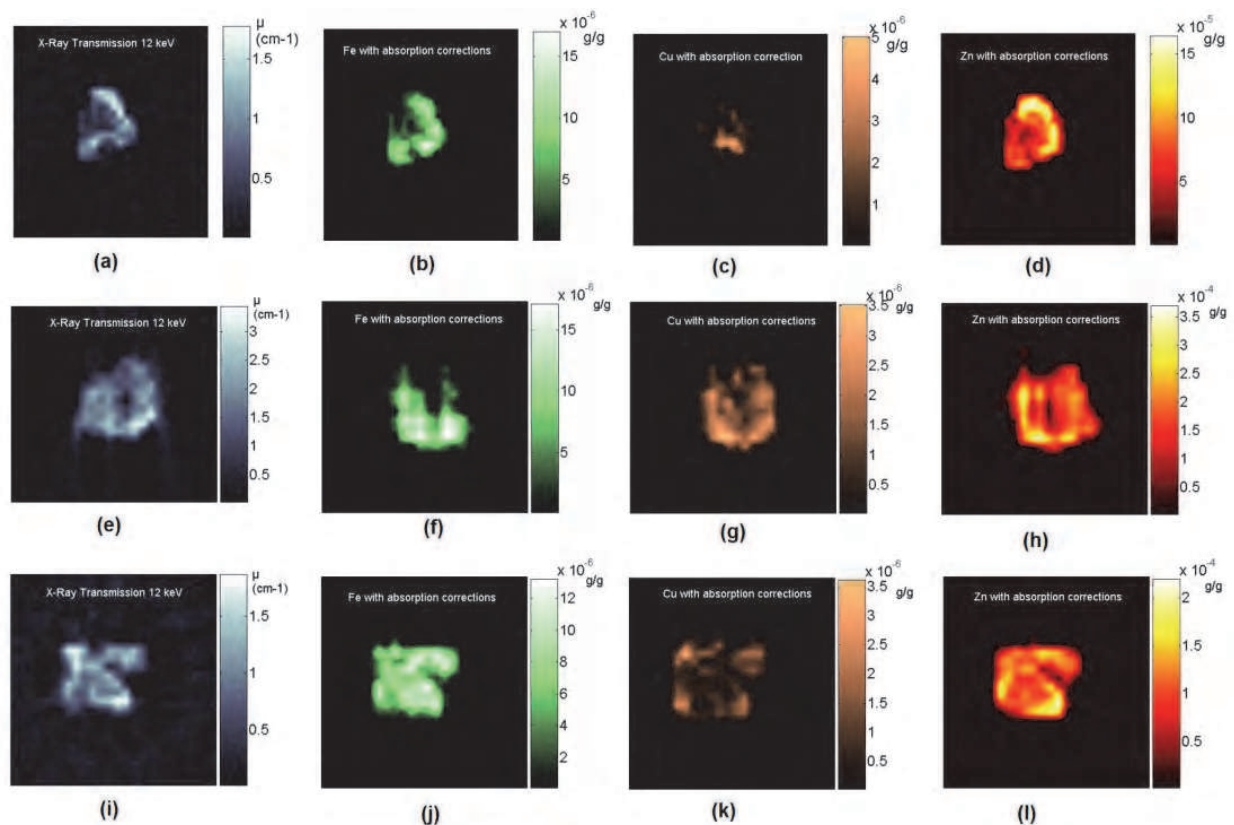 X-Ray Transmission 12 keV
μ
(cm-1)
1.5
1
0.5
(a)
Fe with absorption corrections
x 10-6
g/g
15
10
5
(b)
Cu with absorption correction
x 10-6
g/g
5
4
3
2
1
(c)
Zn with absorption corrections
x 10-5
g/g
15
10
5
(d)
X-Ray Transmission 12 keV
μ
(cm-1)
3
2.5
2
1.5
1
0.5
(e)
Fe with absorption corrections
x 10-6
g/g
15
10
5
(f)
Cu with absorption corrections
x 10-6
g/g
3.5
3
2.5
2
1.5
1
0.5
(g)
Zn with absorption corrections
x 10-4
g/g
3.5
3
2.5
2
1.5
1
0.5
(h)
X-Ray Transmission 12 keV
μ
(cm-1)
1.5
1
0.5
(i)
Fe with absorption corrections
x 10-6
g/g
12
10
8
6
4
2
(j)
Cu with absorption corrections
x 10-6
g/g
3.5
3
2.5
2
1.5
1
0.5
(k)
Zn with absorption corrections
x 10-4
g/g
2
1.5
1
0.5
(l)